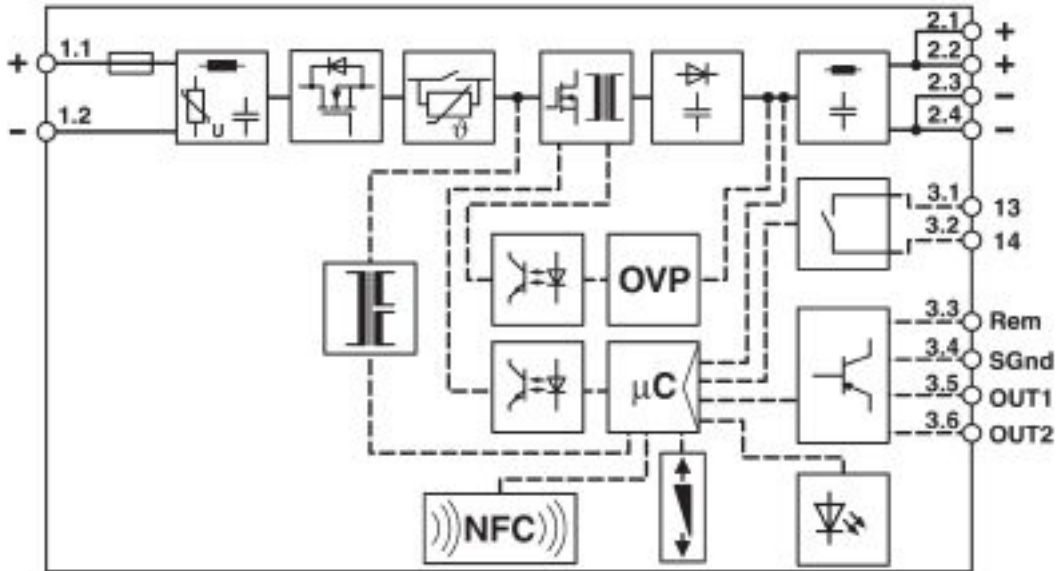 + 1.1
- 1.2
U
ϑ
2.1 +
2.2 +
2.3 −
2.4 −
3.1 13
3.2 14
OVP
3.3 Rem
3.4 SGnd
µC
3.5 OUT1
3.6 OUT2
NFC